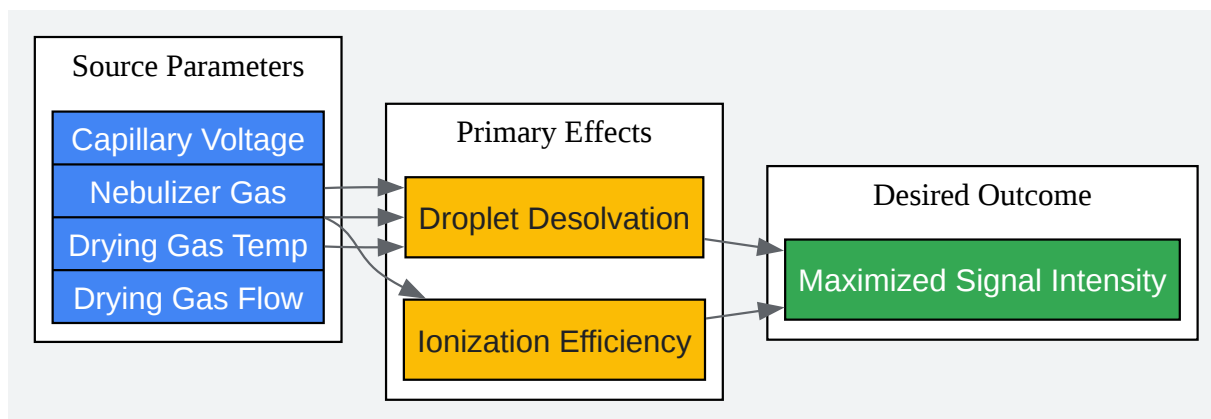 Source Parameters
Capillary Voltage
Nebulizer Gas
Drying Gas Temp
Drying Gas Flow
Primary Effects
Droplet Desolvation
Ionization Efficiency
Desired Outcome
Maximized Signal Intensity